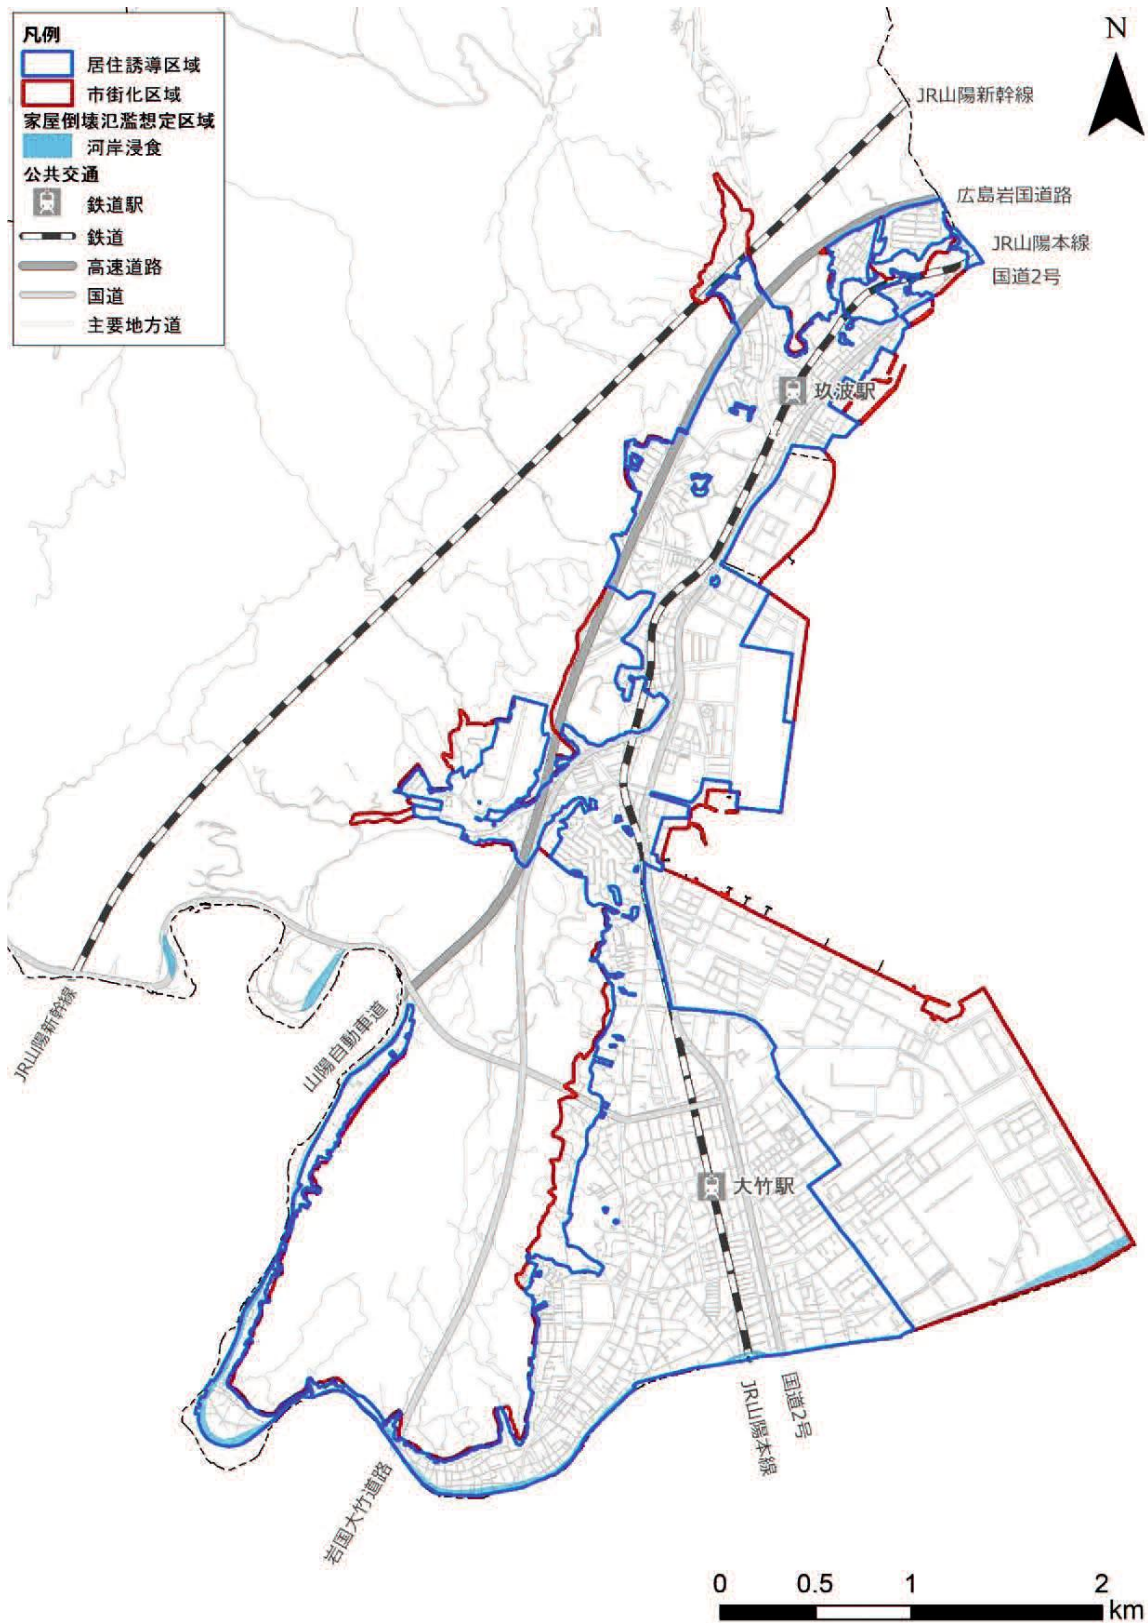 凡例
居住誘導区域
市街化区域
家屋倒壊氾濫想定区域
河岸浸食
公共交通
鉄道駅
鉄道
高速道路
国道
主要地方道
N
JR山陽新幹線
広島岩国道路
JR山陽本線
国道2号
玖波駅
JR山陽新幹線
山陽自動車道
大竹駅
国道2号
JR山陽本線
岩国大竹道路
0 0.5 1 2
km